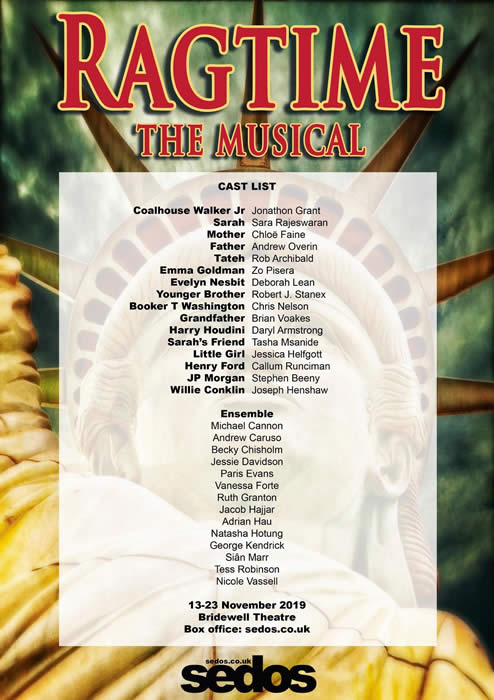 RAGTIME
THE MUSICAL
CAST LIST
Coalhouse Walker Jr Jonathon Grant
Sarah Sara Rajeswaran
Mother Chloë Faine
Father Andrew Overin
Tateh Rob Archibald
Emma Goldman Zo Pisera
Evelyn Nesbit Deborah Lean
Younger Brother Robert J. Stanex
Booker T Washington Chris Nelson
Grandfather Brian Voakes
Harry Houdini Daryl Armstrong
Sarah's Friend Tasha Msanide
Little Girl Jessica Helfgott
Henry Ford Callum Runciman
JP Morgan Stephen Beeny
Willie Conklin Joseph Henshaw
Ensemble
Michael Cannon
Andrew Caruso
Becky Chisholm
Jessie Davidson
Paris Evans
Vanessa Forte
Ruth Granton
Jacob Hajjar
Adrian Hau
Natasha Hotung
George Kendrick
Siân Marr
Tess Robinson
Nicole Vassell
13-23 November 2019
Bridewell Theatre
Box office: sedos.co.uk
sedos.co.uk
sedos